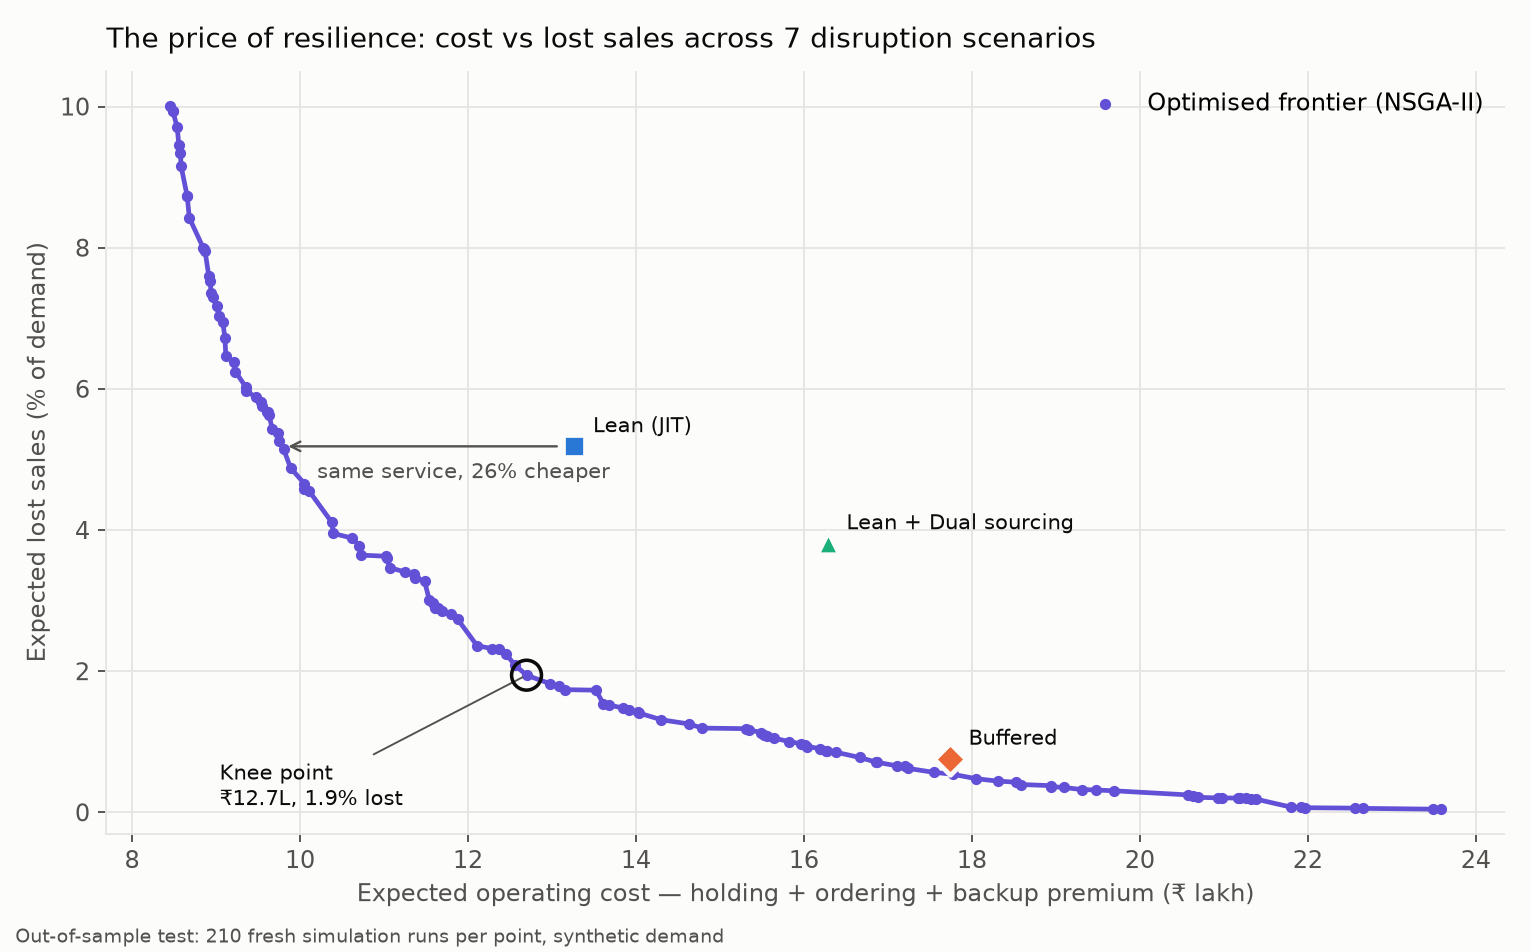 The price of resilience: cost vs lost sales across 7 disruption scenarios
Optimised frontier (NSGA-II)
Expected lost sales (% of demand)
10
8
6
4
2
0
Lean (JIT)
same service, 26% cheaper
Lean + Dual sourcing
Buffered
Knee point
₹12.7L, 1.9% lost
8 10 12 14 16 18 20 22 24
Expected operating cost — holding + ordering + backup premium (₹ lakh)
Out-of-sample test: 210 fresh simulation runs per point, synthetic demand